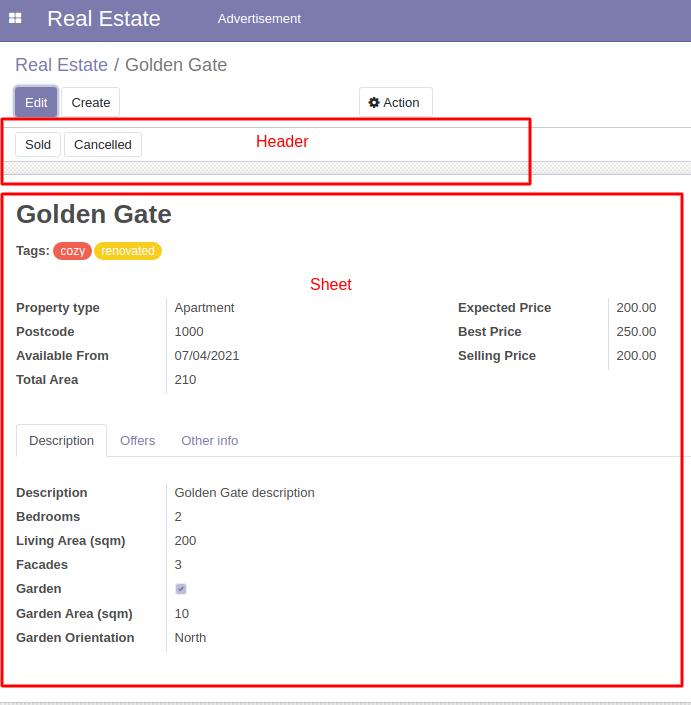 Real Estate Advertisement
Real Estate / Golden Gate
Edit Create Action
Sold Cancelled Header
Golden Gate
Tags: cozy renovated
Sheet
Property type Apartment Expected Price 200.00
Postcode 1000 Best Price 250.00
Available From 07/04/2021 Selling Price 200.00
Total Area 210
Description Offers Other info
Description Golden Gate description
Bedrooms 2
Living Area (sqm) 200
Facades 3
Garden
Garden Area (sqm) 10
Garden Orientation North